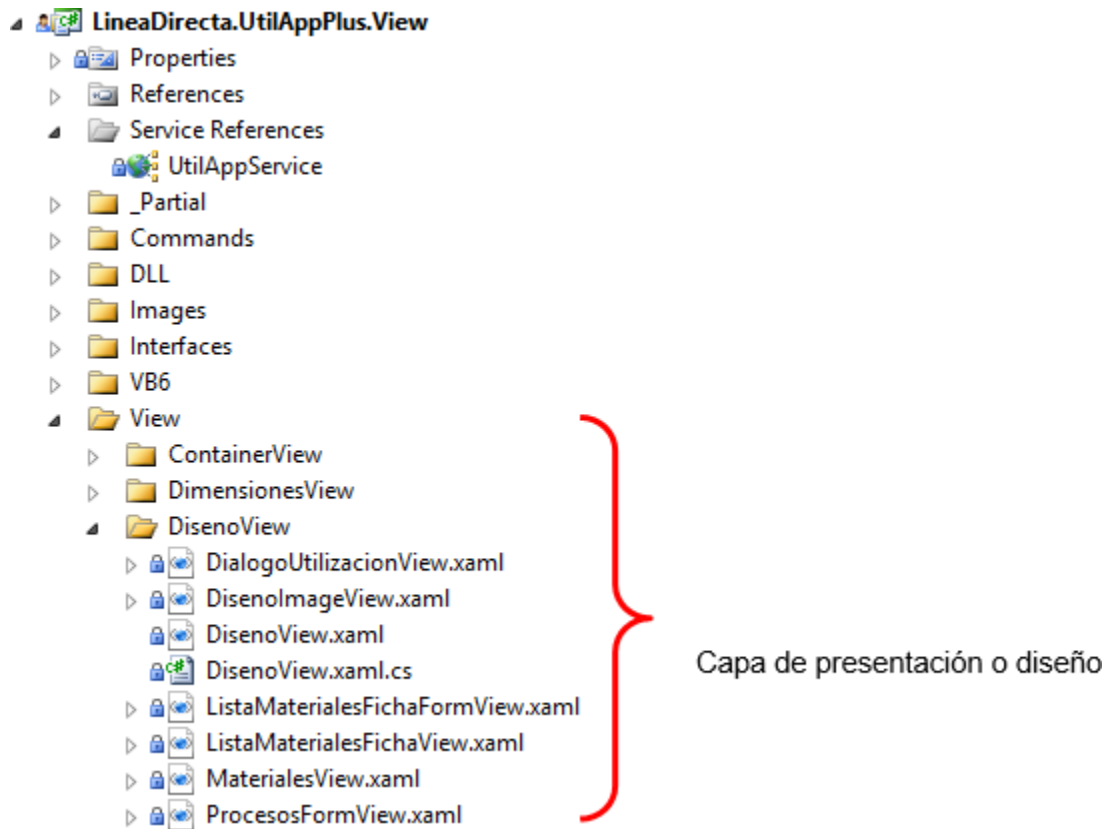 LineaDirecta.UtilAppPlus.View
Properties
References
Service References
UtilAppService
_Partial
Commands
DLL
Images
Interfaces
VB6
View
ContainerView
DimensionesView
DisenoView
DialogoUtilizacionView.xaml
DisenoImageView.xaml
DisenoView.xaml
DisenoView.xaml.cs
Capa de presentación o diseño
ListaMaterialesFichaFormView.xaml
ListaMaterialesFichaView.xaml
MaterialesView.xaml
ProcesosFormView.xaml